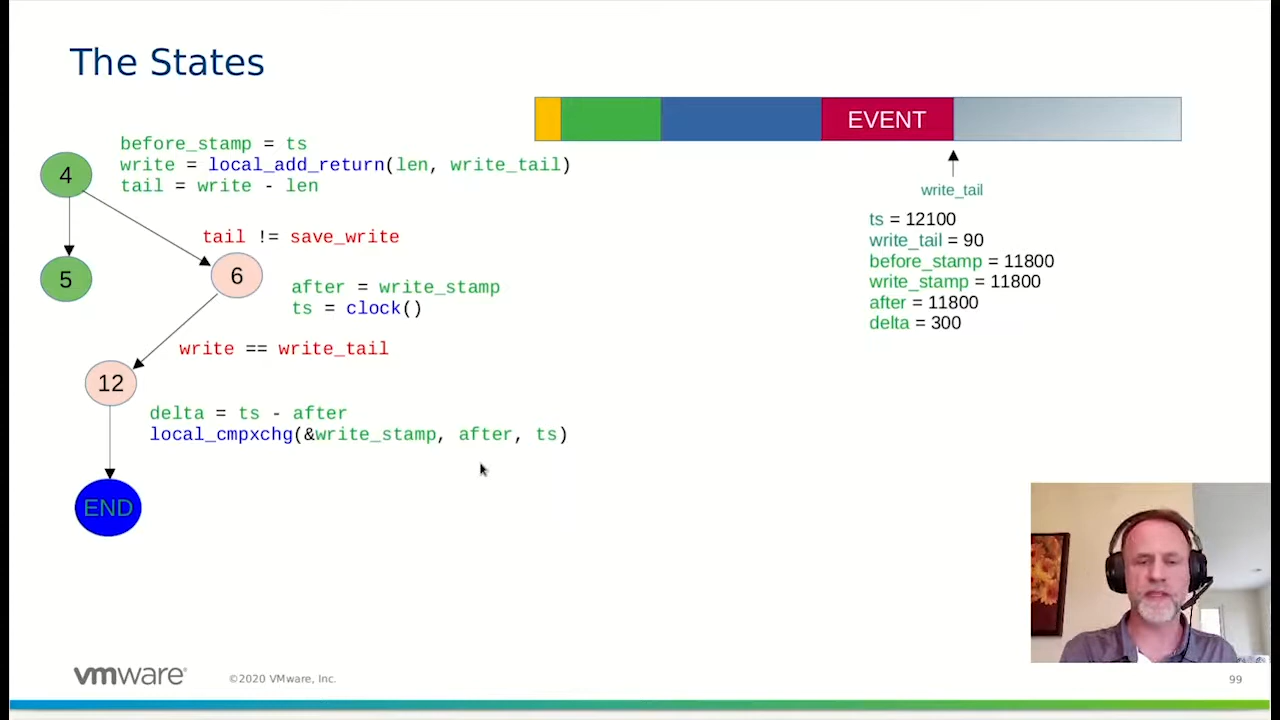 The States
EVENT
before_stamp = ts
write = local_add_return(len, write_tail)
tail = write - len
4
write_tail
ts = 12100
write_tail = 90
before_stamp = 11800
write_stamp = 11800
after = 11800
delta = 300
tail != save_write
5
6
after = write_stamp
ts = clock()
write == write_tail
12
delta = ts - after
local_cmpxchg(&write_stamp, after, ts)
END
vmware®
©2020 VMware, Inc.
99